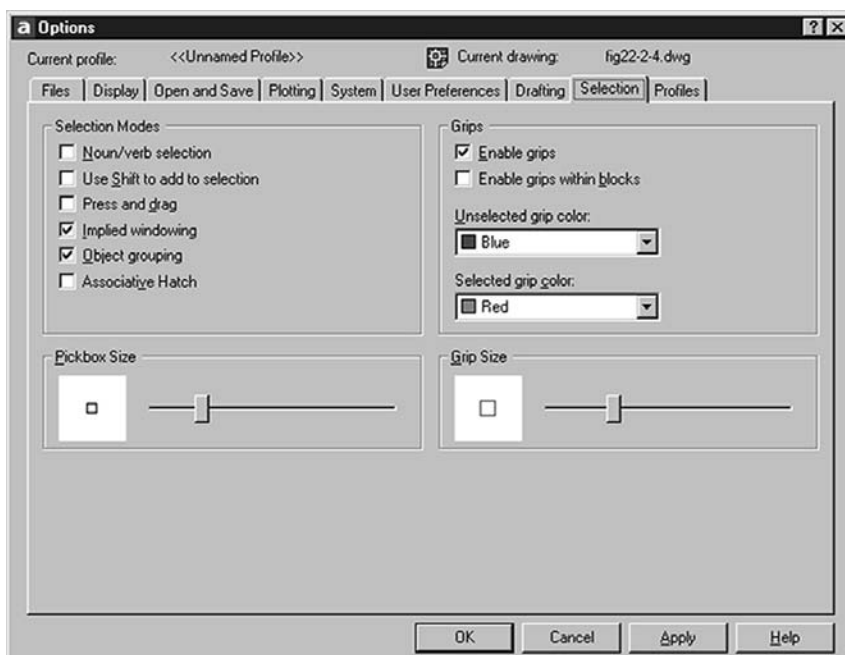 a Options
Current profile: <<Unnamed Profile>> Current drawing: fig22-2-4.dwg
Files Display Open and Save Plotting System User Preferences Drafting Selection Profiles
Selection Modes
Noun/verb selection
Use Shift to add to selection
Press and drag
Implied windowing
Object grouping
Associative Hatch
Grips
Enable grips
Enable grips within blocks
Unselected grip color:
Blue
Selected grip color:
Red
Pickbox Size
Grip Size
OK Cancel Apply Help